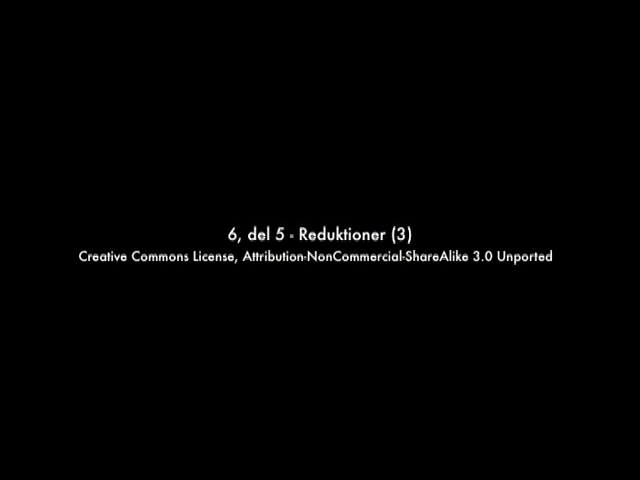 6, del 5 - Reduktioner (3)
Creative Commons License, Attribution-NonCommercial-ShareAlike 3.0 Unported